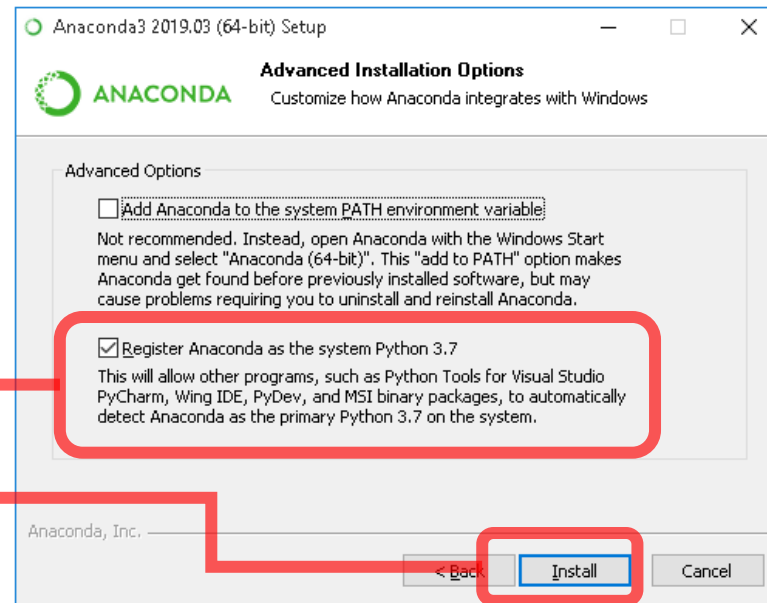 Anaconda3 2019.03 (64-bit) Setup
ANACONDA
Advanced Installation Options
Customize how Anaconda integrates with Windows
Advanced Options
Add Anaconda to the system PATH environment variable
Not recommended. Instead, open Anaconda with the Windows Start
menu and select "Anaconda (64-bit)". This "add to PATH" option makes
Anaconda get found before previously installed software, but may
cause problems requiring you to uninstall and reinstall Anaconda.
Register Anaconda as the system Python 3.7
This will allow other programs, such as Python Tools for Visual Studio
PyCharm, Wing IDE, PyDev, and MSI binary packages, to automatically
detect Anaconda as the primary Python 3.7 on the system.
Anaconda, Inc.
< Back
Install
Cancel